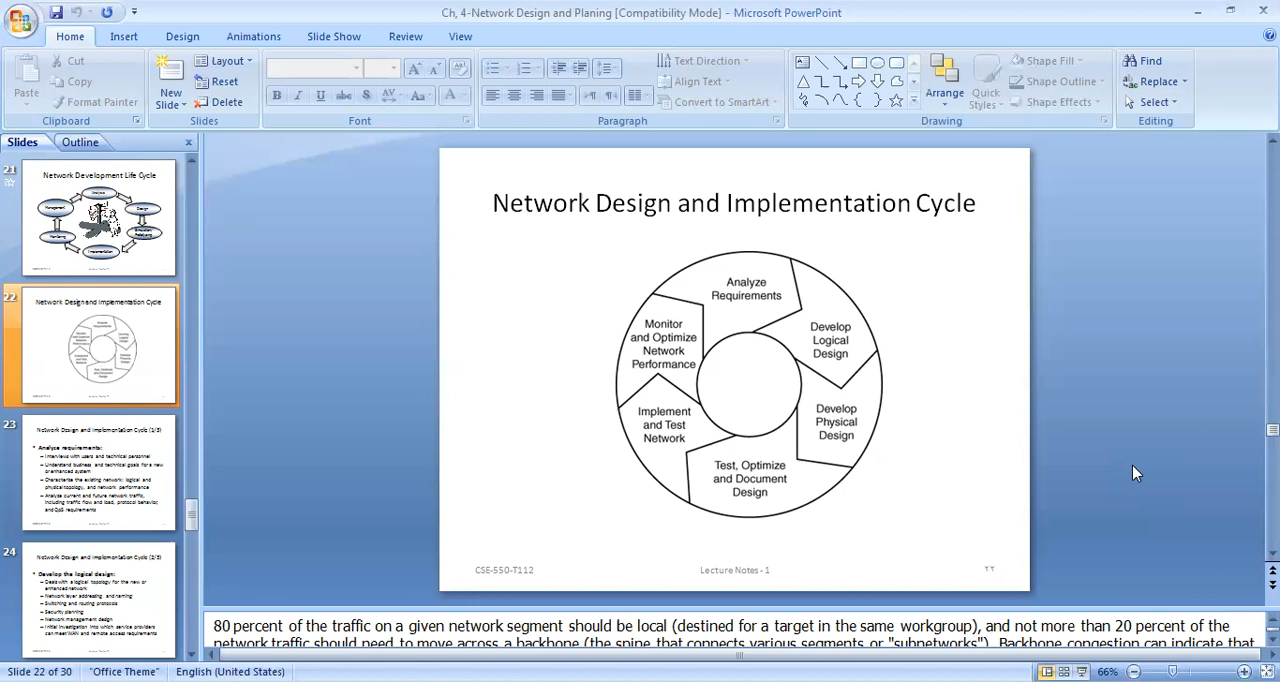 Ch, 4-Network Design and Planing [Compatibility Mode] - Microsoft PowerPoint
Home Insert Design Animations Slide Show Review View
Paste
Cut
Copy
Format Painter
Clipboard
New
Slide
Layout
Reset
Delete
Slides
Font
Text Direction
Align Text
Convert to SmartArt
Paragraph
Arrange
Quick
Styles
Shape Fill
Shape Outline
Shape Effects
Drawing
Find
Replace
Select
Editing
Slides Outline
21
Network Development Life Cycle
Analysis
Design
Implementation
Monitoring
Management
22
Network Design and Implementation Cycle
23
Network Design and Implementation Cycle (1/3)
Analyze requirements:
– Interviews with users and technical personnel
– Understand business and technical goals for a new
or enhanced system
– Characterize the existing network: logical and
physical topology, and network performance
– Analyze current and future network traffic,
including traffic flow and load, protocol behavior,
and QoS requirements
24
Network Design and Implementation Cycle (2/3)
Develop the logical design:
– Deals with a logical topology for the new or
enhanced network
– Network layer addressing and naming
– Switching and routing protocols
– Security planning
– Network management design
– Initial investigation into which service providers
can meet WAN and remote access requirements
Network Design and Implementation Cycle
Analyze
Requirements
Develop
Logical
Design
Develop
Physical
Design
Test, Optimize
and Document
Design
Implement
and Test
Network
Monitor
and Optimize
Network
Performance
CSE-550-T112
Lecture Notes - 1
٢٢
80 percent of the traffic on a given network segment should be local (destined for a target in the same workgroup), and not more than 20 percent of the
network traffic should need to move across a backbone (the spine that connects various segments or "subnetworks"). Backbone congestion can indicate that
Slide 22 of 30 "Office Theme" English (United States) 66%